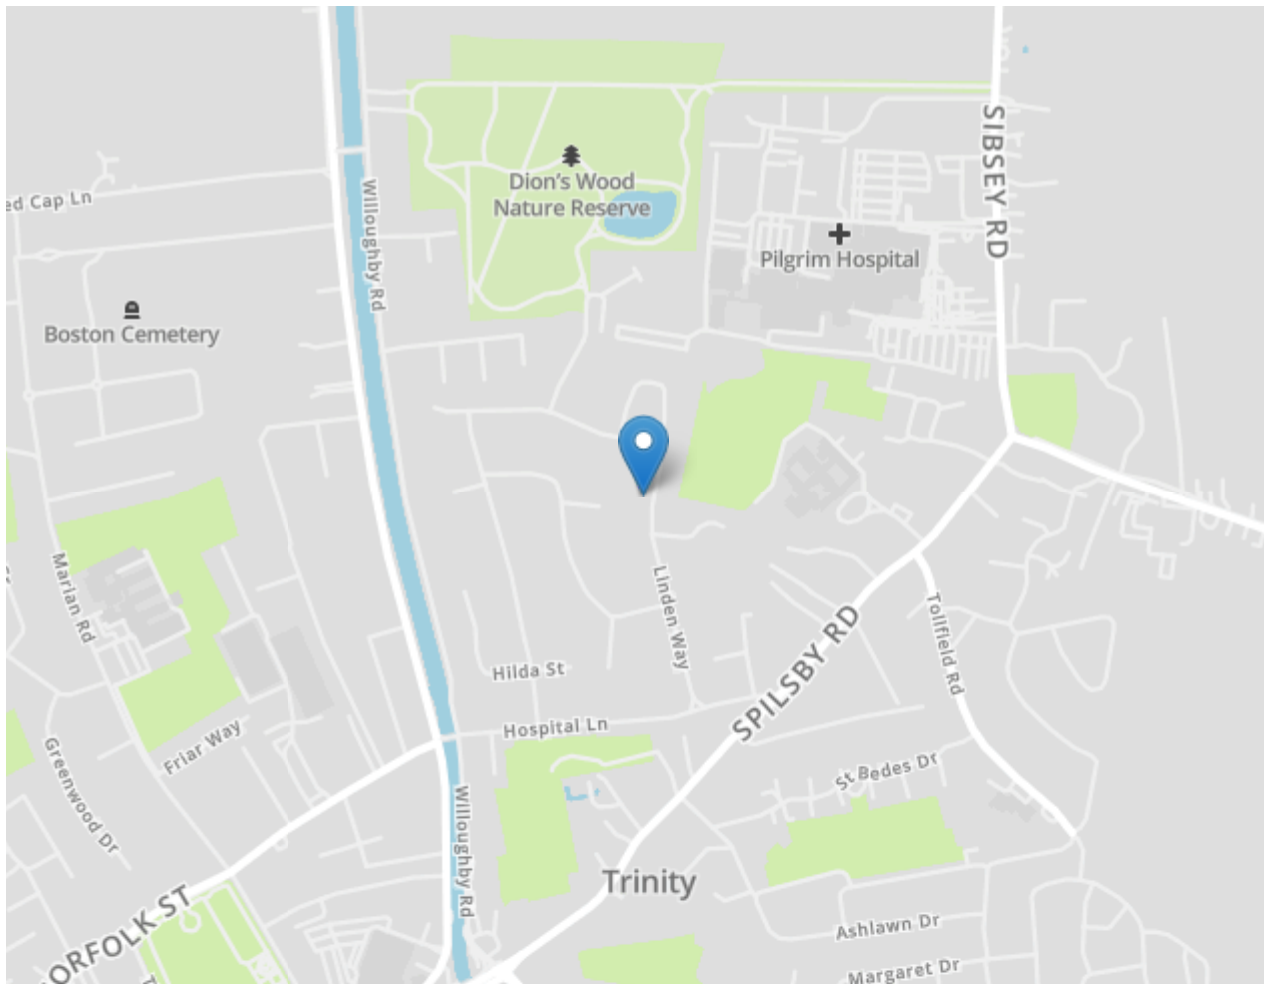 SIBSEY RD
Dion's Wood
Nature Reserve
ed Cap Ln
Willoughby Rd
Pilgrim Hospital
Boston Cemetery
Marian Rd
Linden Way
Tollfield Rd
SPILSBY RD
Hilda St
Hospital Ln
Friar Way
Greenwood Dr
St Bedes Dr
Willoughby Rd
Trinity
ORFOLK ST
Ashlawn Dr
Margaret Dr